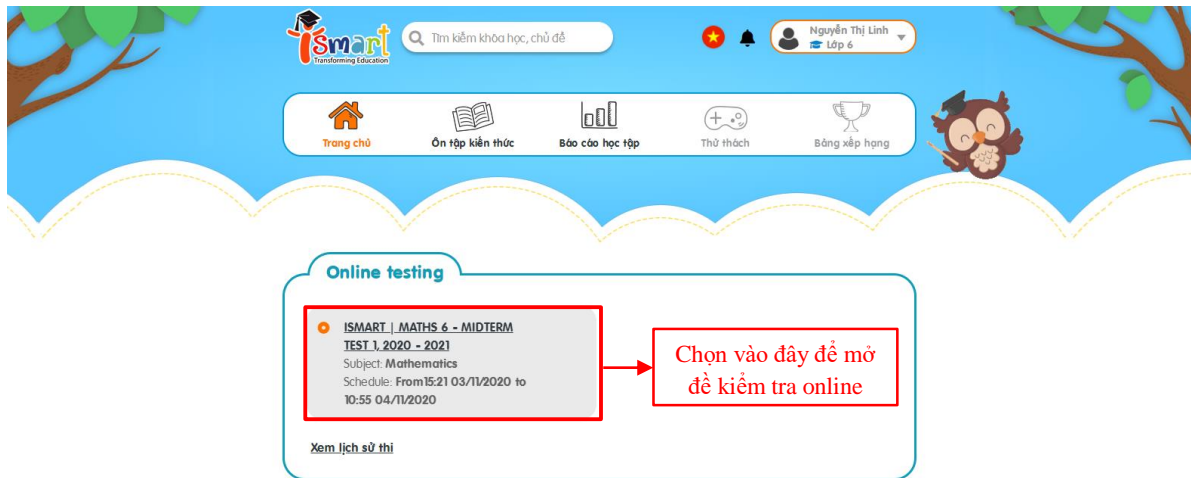 ismart
Transforming Education
Tìm kiếm khóa học, chủ đề
Nguyễn Thị Linh
Lớp 6
Trang chủ
Ôn tập kiến thức
Báo cáo học tập
Thử thách
Bảng xếp hạng
Online testing
ISMART | MATHS 6 - MIDTERM
TEST 1, 2020 - 2021
Subject: Mathematics
Schedule: From 15:21 03/11/2020 to
10:55 04/11/2020
Chọn vào đây để mở
đề kiểm tra online
Xem lịch sử thi